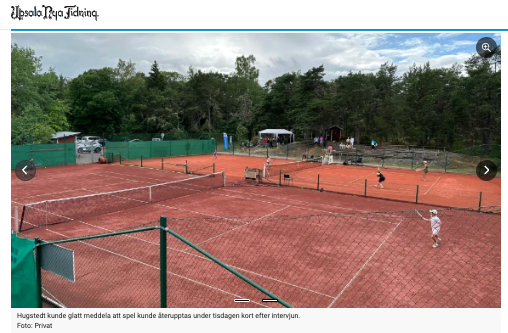 Upsala Nya Tidning.
Hugstedt kunde glatt meddela att spel kunde återupptas under tisdagen kort efter intervjun.
Foto: Privat